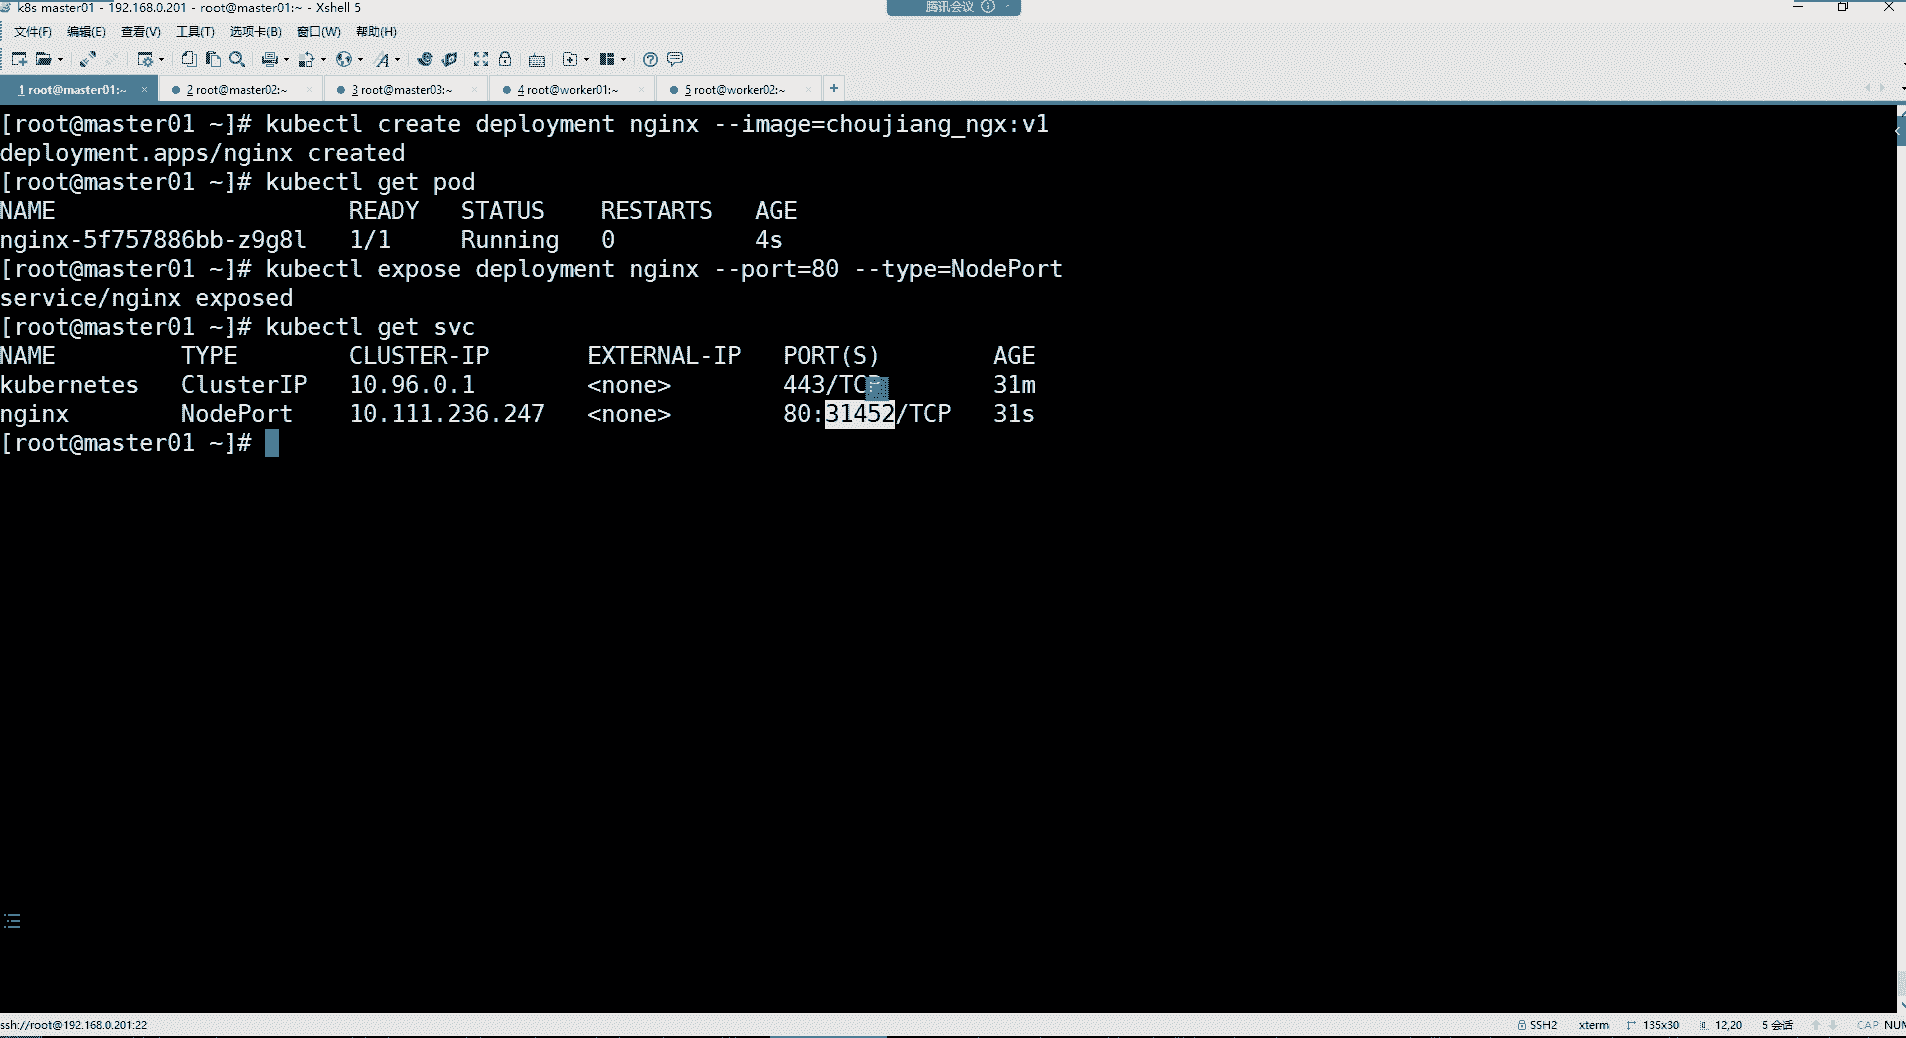 k8s master01 - 192.168.0.201 - root@master01:~ - Xshell 5
腾讯会议
文件(F) 编辑(E) 查看(V) 工具(T) 选项卡(B) 窗口(W) 帮助(H)
1 root@master01:~ 2 root@master02:~ 3 root@master03:~ 4 root@worker01:~ 5 root@worker02:~
[root@master01 ~]# kubectl create deployment nginx --image=choujiang_ngx:v1
deployment.apps/nginx created
[root@master01 ~]# kubectl get pod
NAME READY STATUS RESTARTS AGE
nginx-5f757886bb-z9g8l 1/1 Running 0 4s
[root@master01 ~]# kubectl expose deployment nginx --port=80 --type=NodePort
service/nginx exposed
[root@master01 ~]# kubectl get svc
NAME TYPE CLUSTER-IP EXTERNAL-IP PORT(S) AGE
kubernetes ClusterIP 10.96.0.1 <none> 443/TCP 31m
nginx NodePort 10.111.236.247 <none> 80:31452/TCP 31s
[root@master01 ~]#
ssh://root@192.168.0.201:22 SSH2 xterm 135x30 12,20 5 会话 CAP NUM